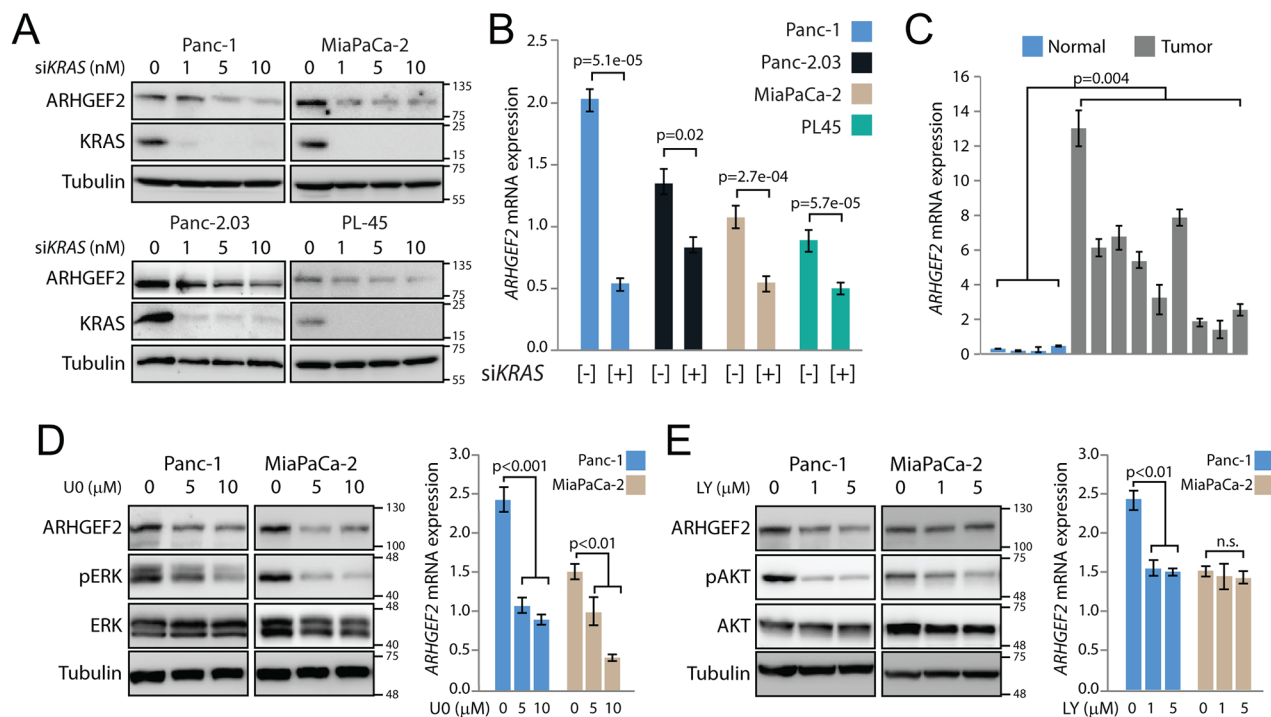 A
Panc-1 MiaPaCa-2
siKRAS (nM) 0 1 5 10 0 1 5 10
ARHGEF2 135
75
KRAS 25
15
Tubulin 75
55
Panc-2.03 PL-45
siKRAS (nM) 0 1 5 10 0 1 5 10
ARHGEF2 135
75
KRAS 25
15
Tubulin 75
55
B
Panc-1
Panc-2.03
MiaPaCa-2
PL45
ARHGEF2 mRNA expression
2.5
2.0
1.5
1.0
0.5
0.0
p=5.1e-05
p=0.02
p=2.7e-04
p=5.7e-05
siKRAS [-] [+] [-] [+] [-] [+] [-] [+]
C
Normal Tumor
p=0.004
ARHGEF2 mRNA expression
16
14
12
10
8
6
4
2
0
D
Panc-1 MiaPaCa-2
U0 (μM) 0 5 10 0 5 10
ARHGEF2 130
100
pERK 48
40
ERK 48
40
Tubulin 75
48
Panc-1
MiaPaCa-2
ARHGEF2 mRNA expression
3.0
2.5
2.0
1.5
1.0
0.5
0.0
p<0.001
p<0.01
U0 (μM) 0 5 10 0 5 10
E
Panc-1 MiaPaCa-2
LY (μM) 0 1 5 0 1 5
ARHGEF2 130
100
pAKT 75
48
AKT 75
48
Tubulin 75
48
Panc-1
MiaPaCa-2
ARHGEF2 mRNA expression
3.0
2.5
2.0
1.5
1.0
0.5
0.0
p<0.01
n.s.
LY (μM) 0 1 5 0 1 5